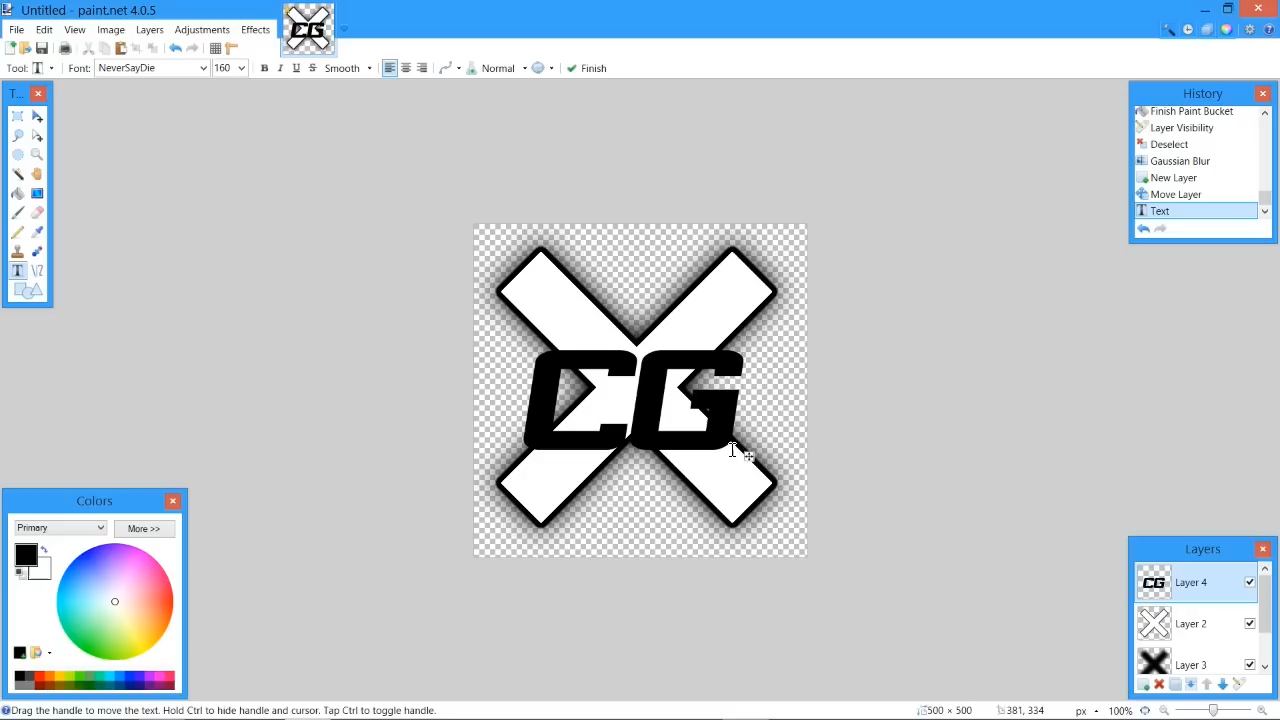 Untitled - paint.net 4.0.5
File Edit View Image Layers Adjustments Effects
CG
Tool: T Font: NeverSayDie 160 B I U S Smooth Normal Finish
T...
History
Finish Paint Bucket
Layer Visibility
Deselect
Gaussian Blur
New Layer
Move Layer
Text
CG
Colors
Primary More >>
Layers
CG Layer 4
Layer 2
Layer 3
Drag the handle to move the text. Hold Ctrl to hide handle and cursor. Tap Ctrl to toggle handle. 500 × 500 381, 334 px 100%